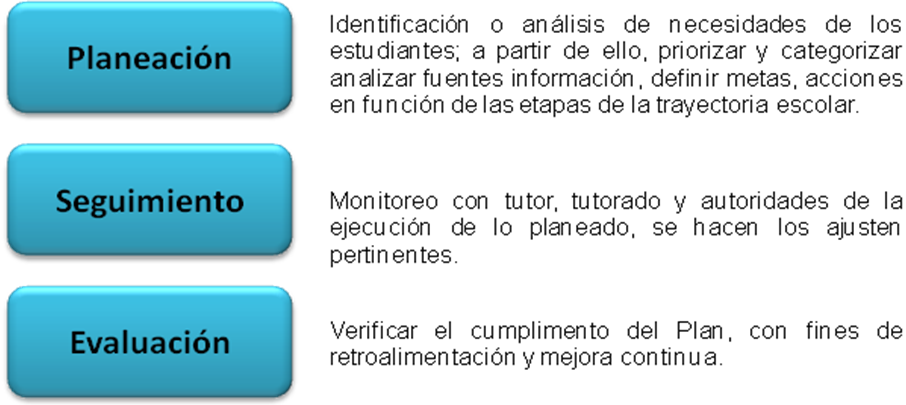 Planeación
Identificación o análisis de necesidades de los
estudiantes; a partir de ello, priorizar y categorizar
analizar fuentes información, definir metas, acciones
en función de las etapas de la trayectoria escolar.
Seguimiento
Monitoreo con tutor, tutorado y autoridades de la
ejecución de lo planeado, se hacen los ajusten
pertinentes.
Evaluación
Verificar el cumplimento del Plan, con fines de
retroalimentación y mejora continua.